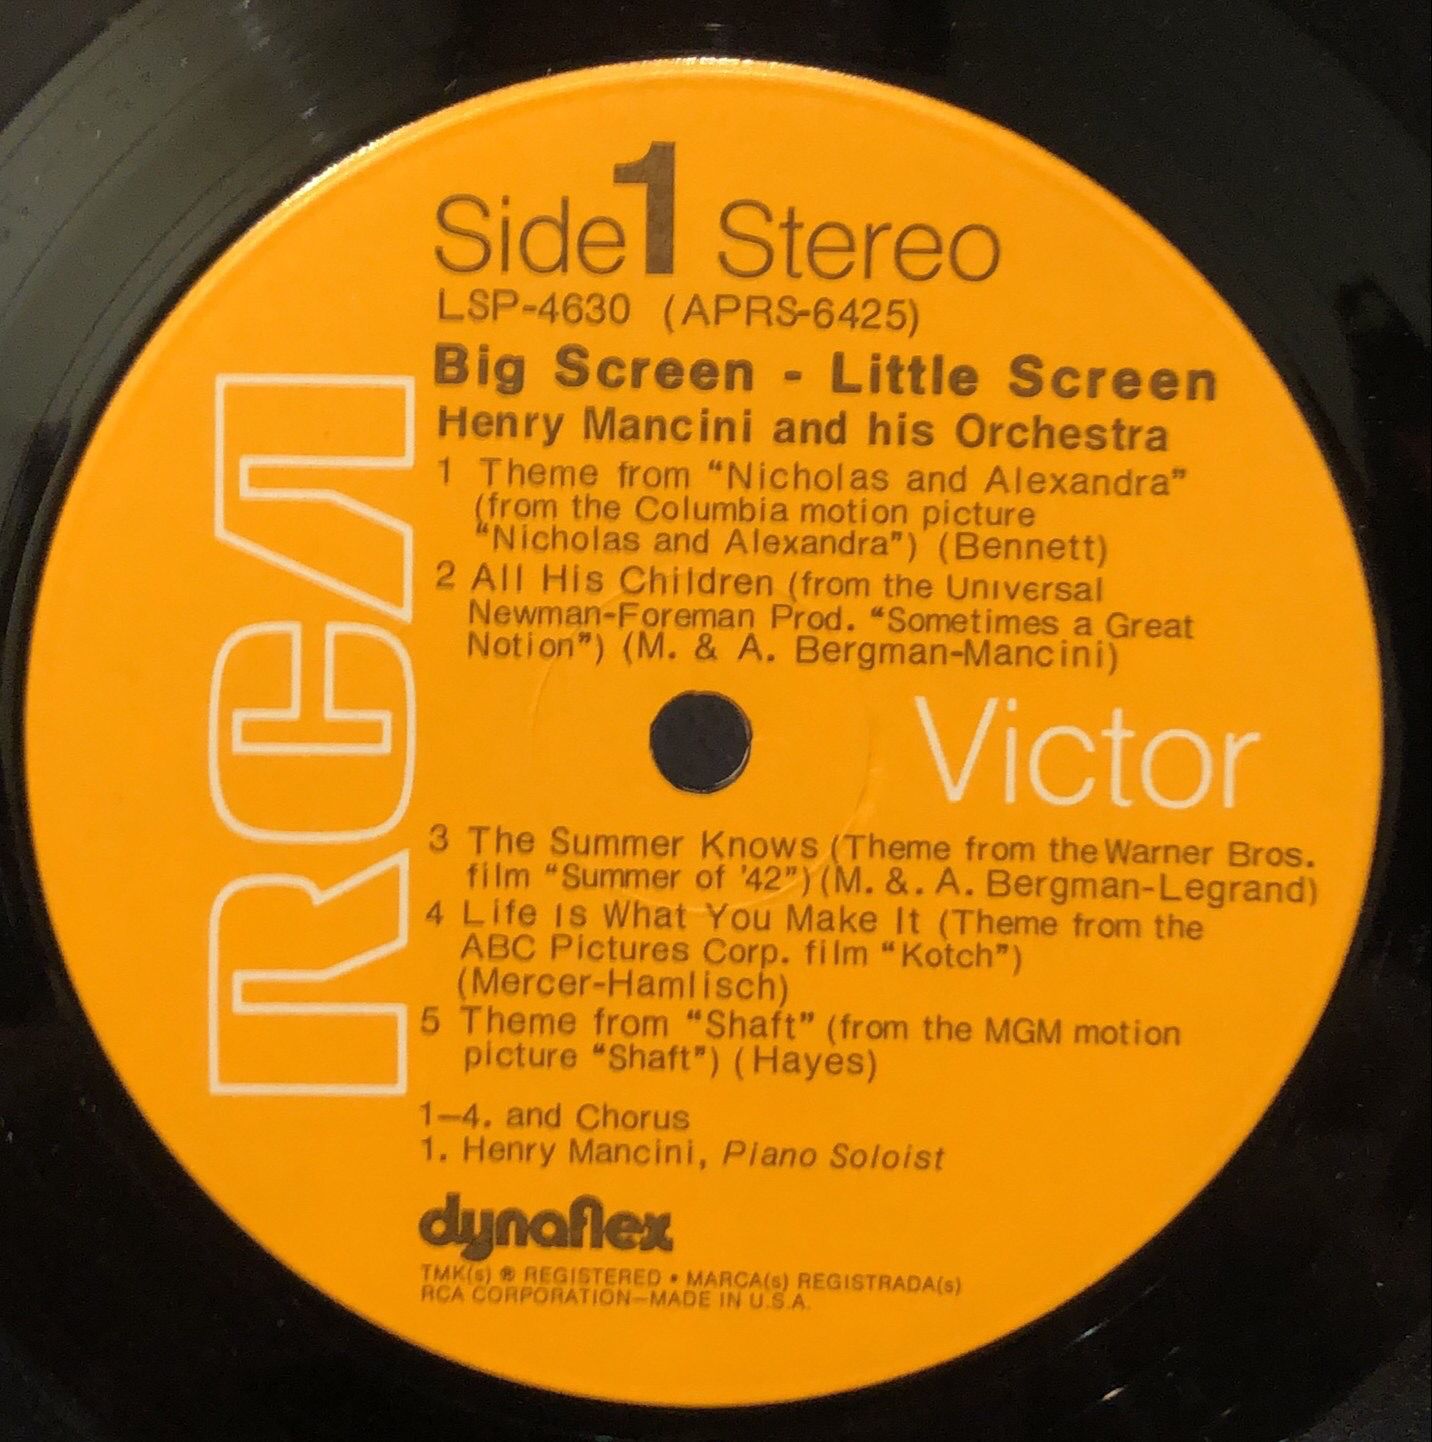 Side 1 Stereo
LSP-4630 (APRS-6425)
Big Screen - Little Screen
Henry Mancini and his Orchestra
1 Theme from “Nicholas and Alexandra”
(from the Columbia motion picture
“Nicholas and Alexandra”) (Bennett)
2 All His Children (from the Universal
Newman-Foreman Prod. “Sometimes a Great
Notion”) (M. & A. Bergman-Mancini)
RCA
Victor
3 The Summer Knows (Theme from the Warner Bros.
film “Summer of '42”) (M. &. A. Bergman-Legrand)
4 Life Is What You Make It (Theme from the
ABC Pictures Corp. film “Kotch”)
(Mercer-Hamlisch)
5 Theme from “Shaft” (from the MGM motion
picture “Shaft”) (Hayes)
1–4. and Chorus
1. Henry Mancini, Piano Soloist
dynaflex
TMK(s) ® REGISTERED • MARCA(s) REGISTRADA(s)
RCA CORPORATION—MADE IN U.S.A.